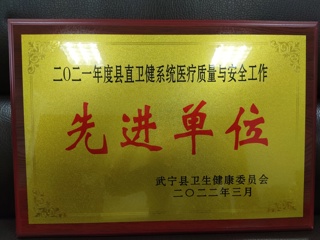 二〇二一年度县直卫健系统医疗质量与安全工作
先进单位
武宁县卫生健康委员会
二〇二二年三月